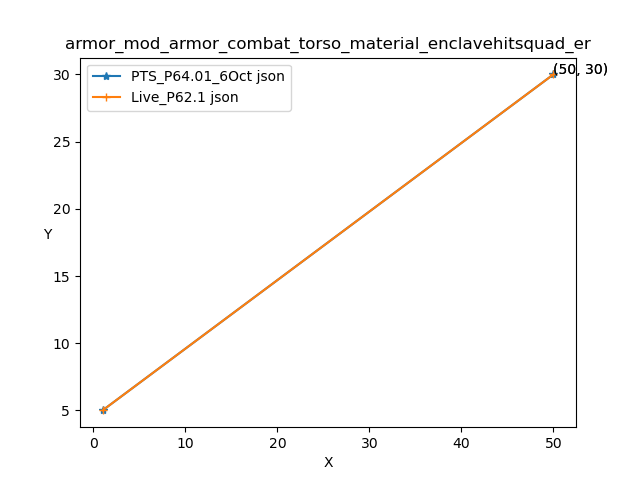 armor_mod_armor_combat_torso_material_enclavehitsquad_er
PTS_P64.01_6Oct json
Live_P62.1 json
(50, 30)
30
25
20
15
10
5
Y
0
10
20
30
40
50
X